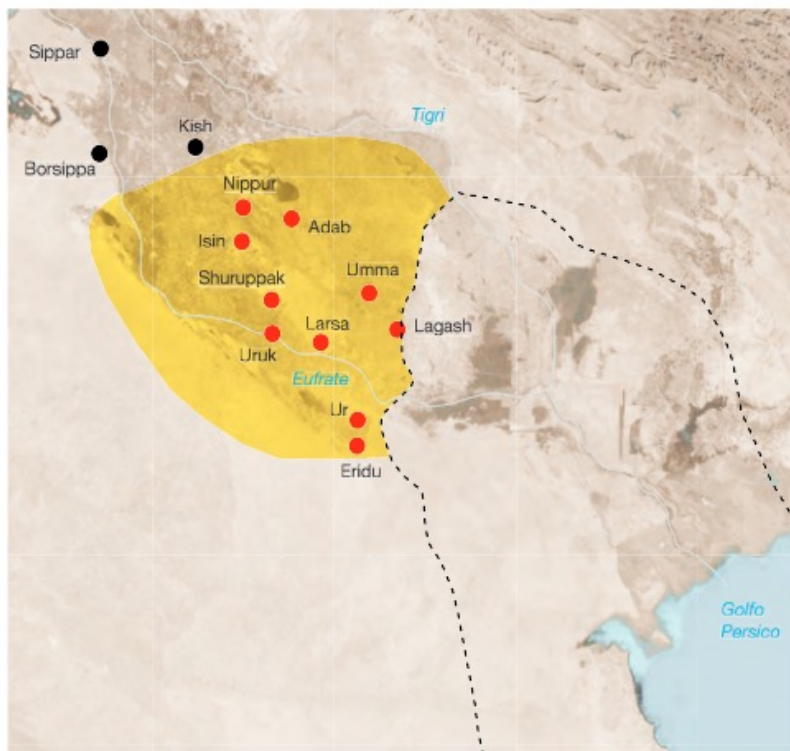 Sippar
Tigri
Kish
Borsippa
Nippur
Adab
Isin
Umma
Shuruppak
Larsa
Lagash
Uruk
Eufrate
Ur
Eridu
Golfo
Persico